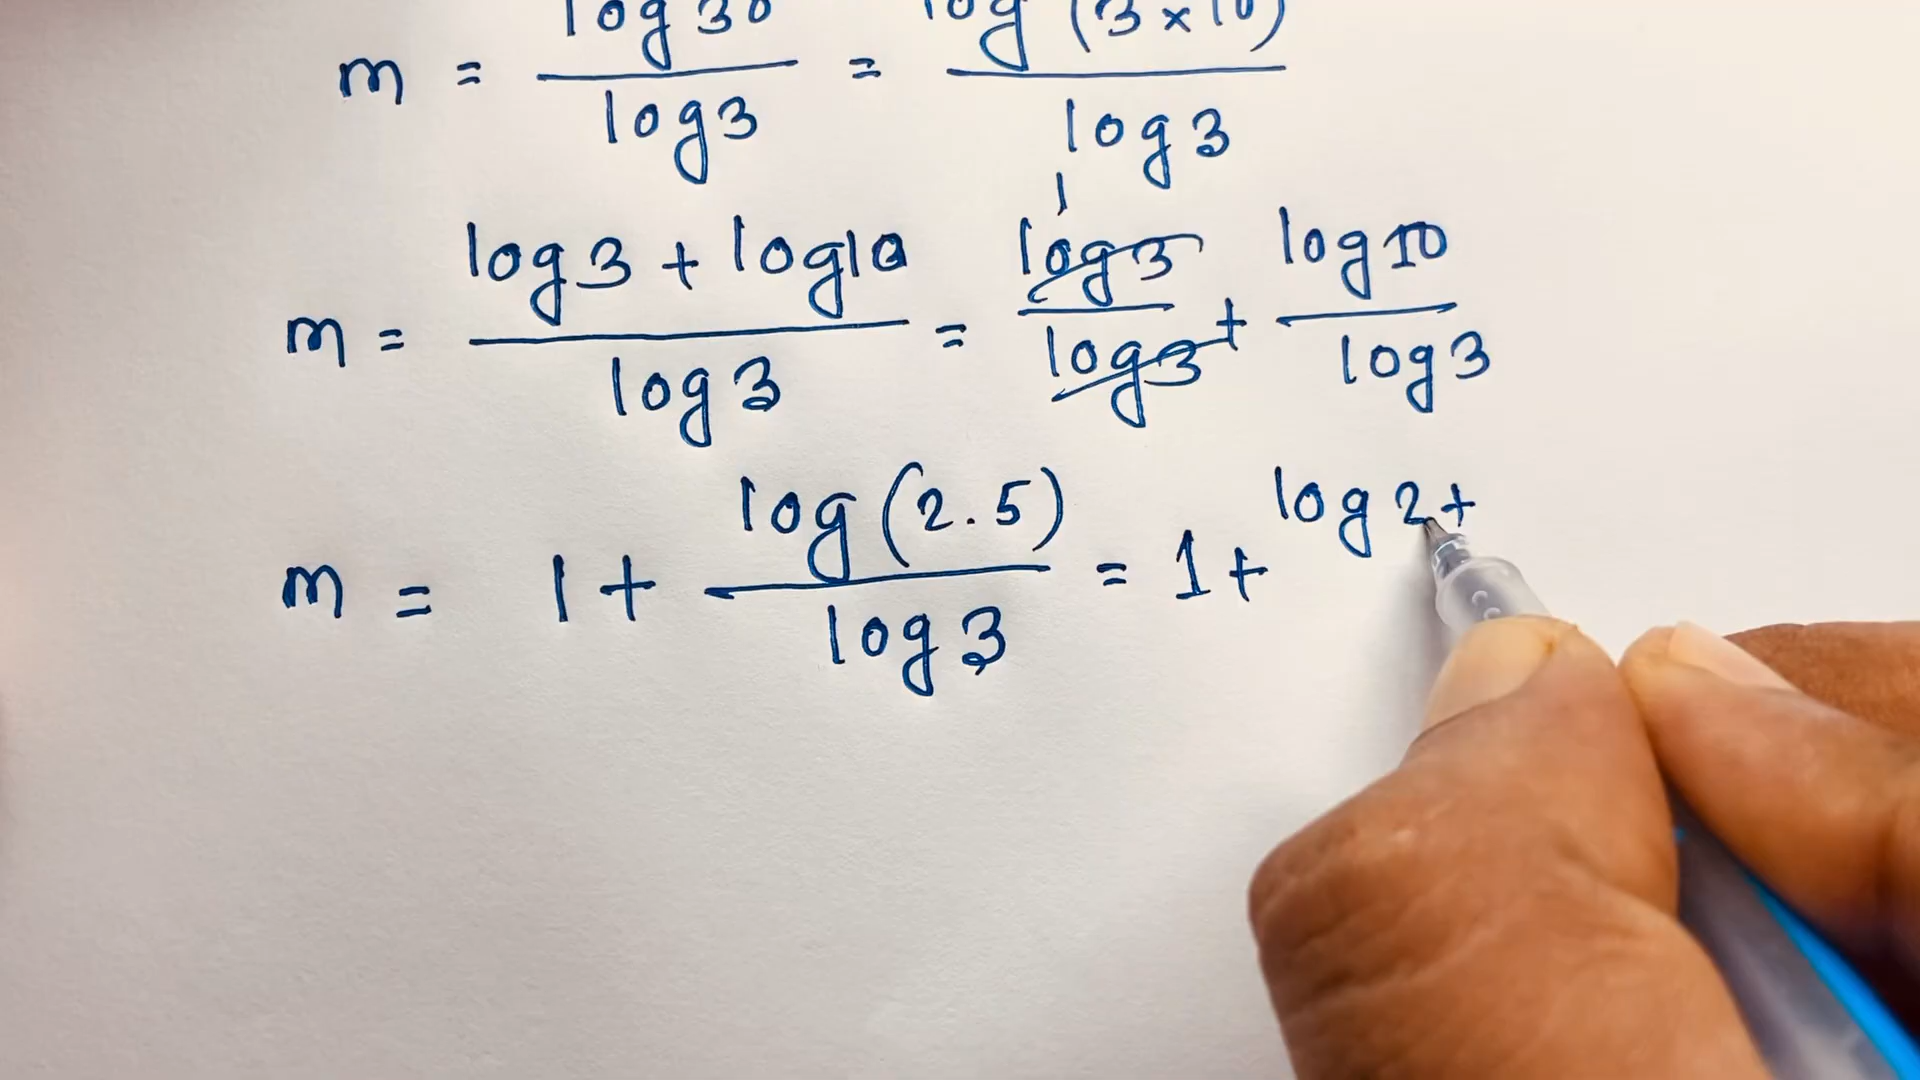 m = log 30 / log 3 = log (3 × 10) / log 3
m = log 3 + log 10 / log 3 = log 3 / log 3 1 + log 10 / log 3
m = 1 + log (2.5) / log 3 = 1 + log 2 +